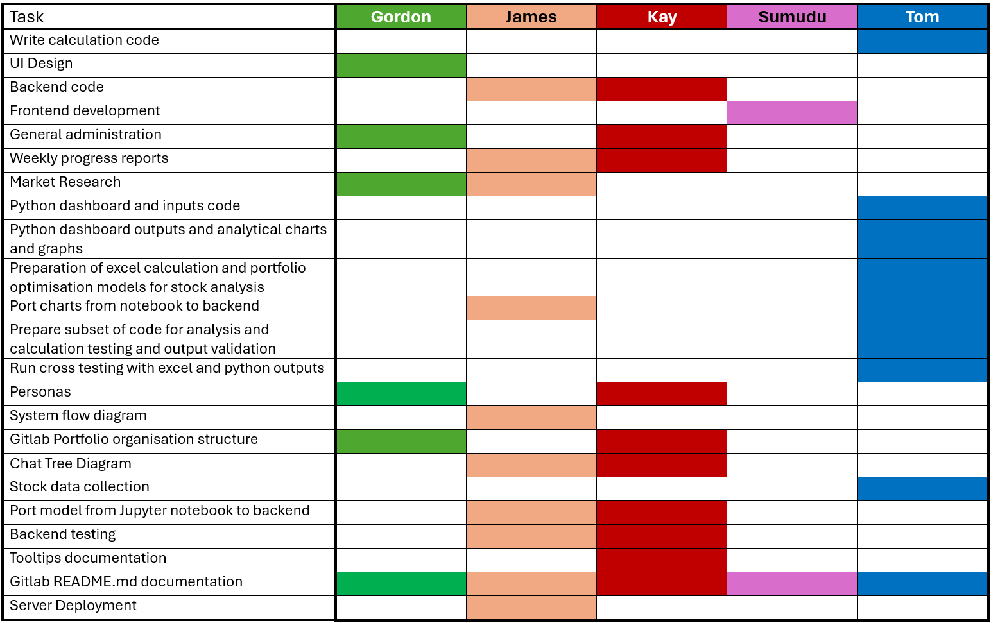 Task Gordon James Kay Sumudu Tom
Write calculation code
UI Design
Backend code
Frontend development
General administration
Weekly progress reports
Market Research
Python dashboard and inputs code
Python dashboard outputs and analytical charts
and graphs
Preparation of excel calculation and portfolio
optimisation models for stock analysis
Port charts from notebook to backend
Prepare subset of code for analysis and
calculation testing and output validation
Run cross testing with excel and python outputs
Personas
System flow diagram
Gitlab Portfolio organisation structure
Chat Tree Diagram
Stock data collection
Port model from Jupyter notebook to backend
Backend testing
Tooltips documentation
Gitlab README.md documentation
Server Deployment